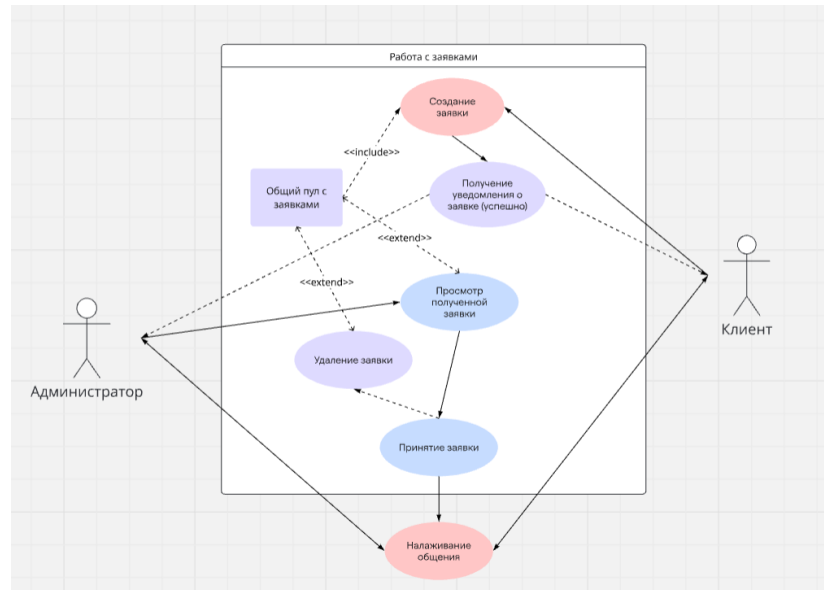 Работа с заявками
Создание
заявки
<<include>>
Общий пул с
заявками
Получение
уведомления о
заявке (успешно)
<<extend>>
<<extend>>
Просмотр
полученной
заявки
Клиент
Удаление заявки
Администратор
Принятие заявки
Налаживание
общения